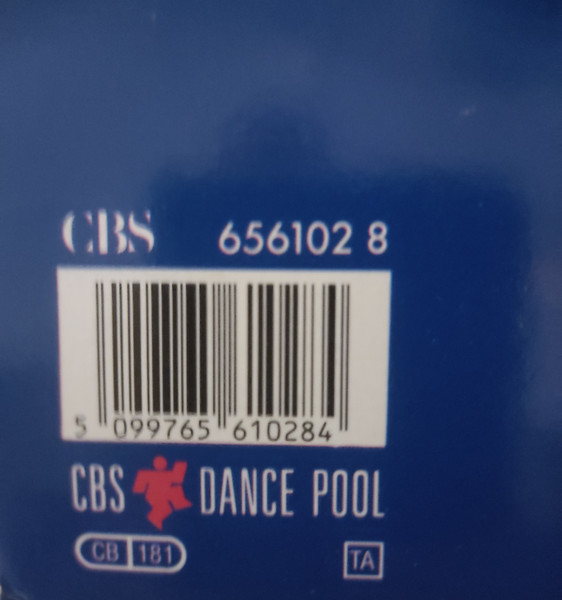 CBS 656102 8
5 099765 610284
CBS DANCE POOL
CB 181 TA